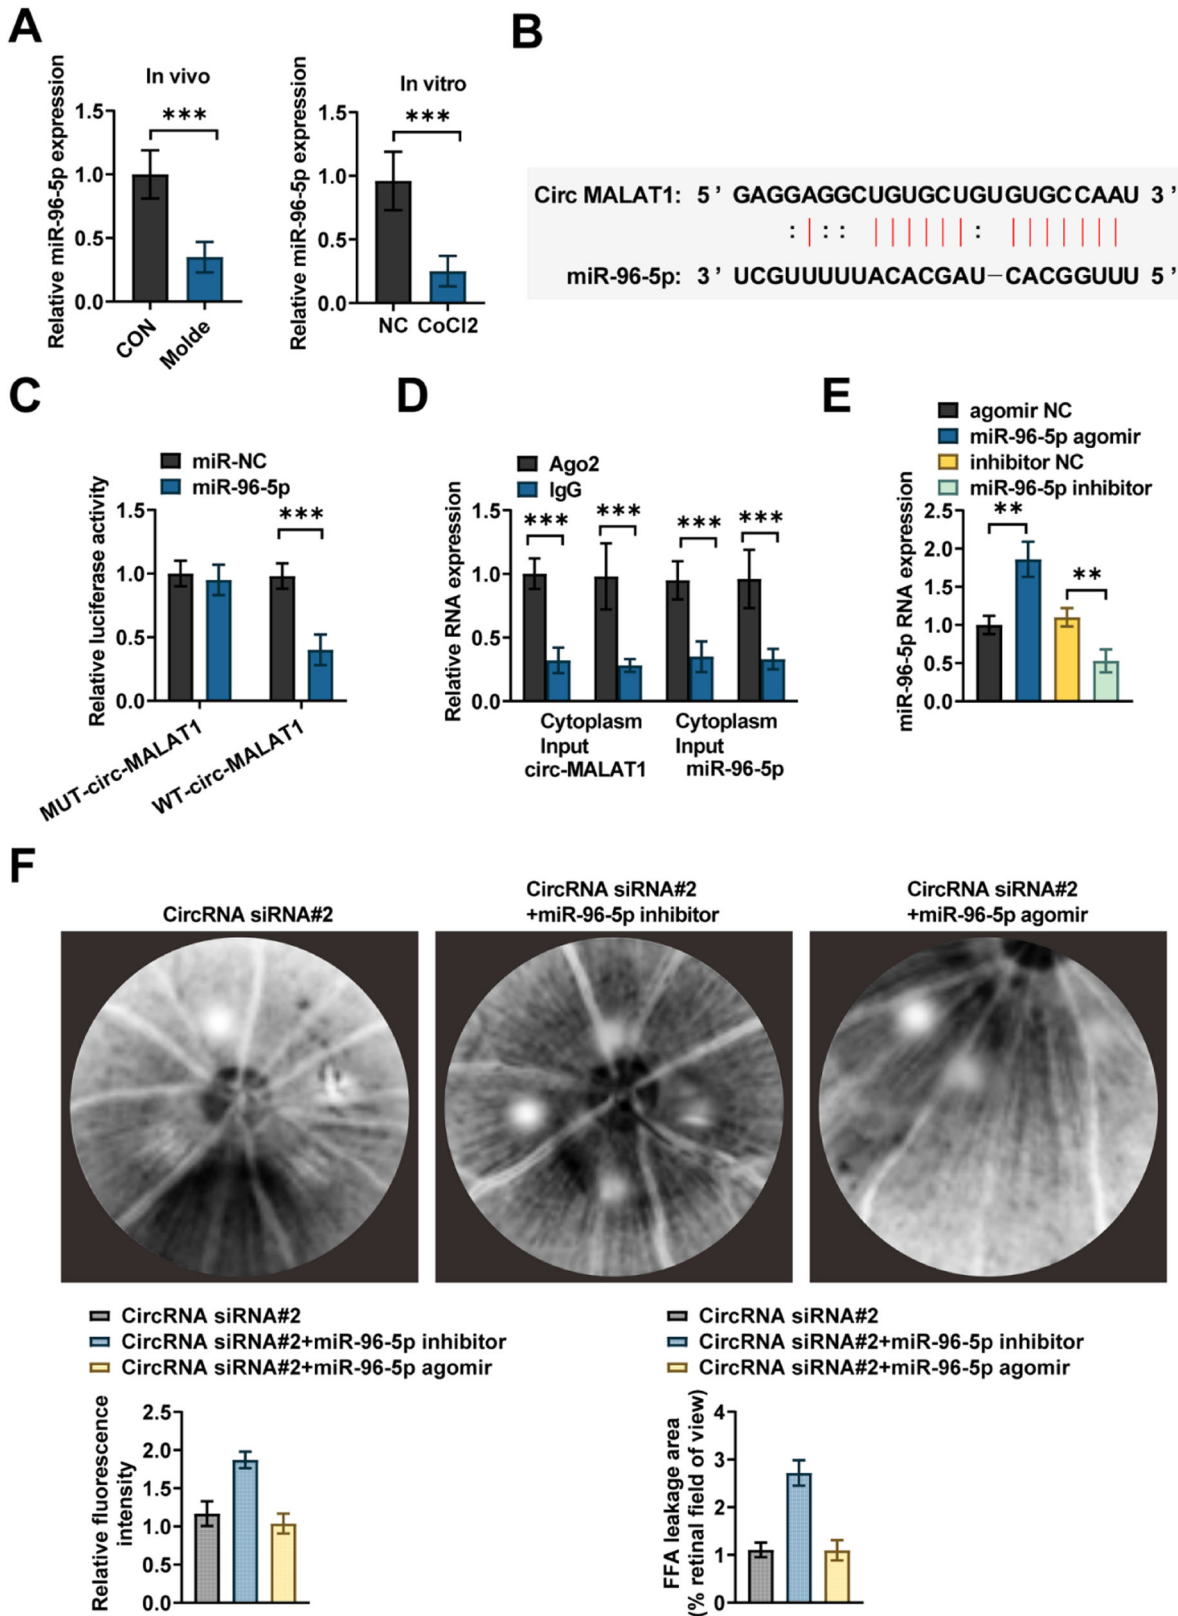 A
In vivo
Relative miR-96-5p expression
1.5
1.0
0.5
0.0
***
CON
Molde
In vitro
Relative miR-96-5p expression
1.5
1.0
0.5
0.0
***
NC CoCl2
B
Circ MALAT1: 5 ’ GAGGAGGCUGUGCUGUGUGCCAAU 3 ’
: | : : | | | | | | : | | | | | | |
miR-96-5p: 3 ’ UCGUUUUUACACGAU–CACGGUUU 5 ’
C
miR-NC
miR-96-5p
Relative luciferase activity
1.5
1.0
0.5
0.0
***
MUT-circ-MALAT1
WT-circ-MALAT1
D
Ago2
IgG
Relative RNA expression
1.5
1.0
0.5
0.0
*** *** *** ***
Cytoplasm Cytoplasm
Input Input
circ-MALAT1 miR-96-5p
E
agomir NC
miR-96-5p agomir
inhibitor NC
miR-96-5p inhibitor
miR-96-5p RNA expression
2.5
2.0
1.5
1.0
0.5
0.0
**
**
F
CircRNA siRNA#2
CircRNA siRNA#2
+miR-96-5p inhibitor
CircRNA siRNA#2
+miR-96-5p agomir
CircRNA siRNA#2
CircRNA siRNA#2+miR-96-5p inhibitor
CircRNA siRNA#2+miR-96-5p agomir
Relative fluorescence
intensity
2.5
2.0
1.5
1.0
0.5
0.0
CircRNA siRNA#2
CircRNA siRNA#2+miR-96-5p inhibitor
CircRNA siRNA#2+miR-96-5p agomir
FFA leakage area
(% retinal field of view)
4
3
2
1
0